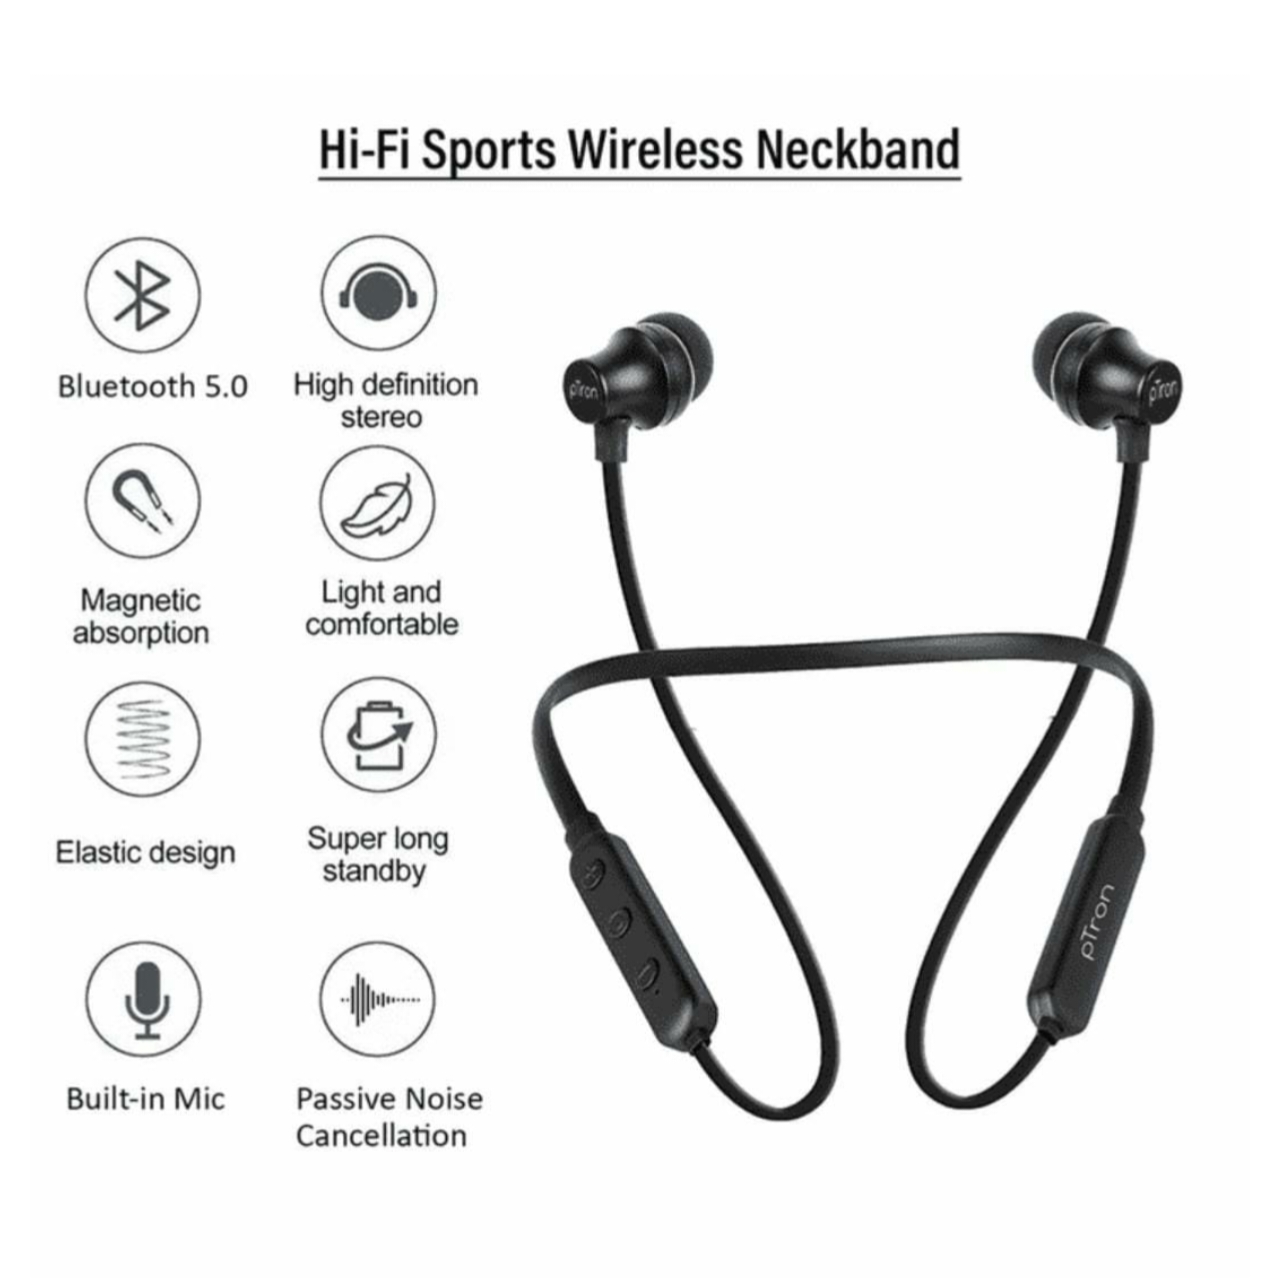 Hi-Fi Sports Wireless Neckband
Bluetooth 5.0
High definition
stereo
Magnetic
absorption
Light and
comfortable
Elastic design
Super long
standby
Built-in Mic
Passive Noise
Cancellation
pTron
pTron
pTron